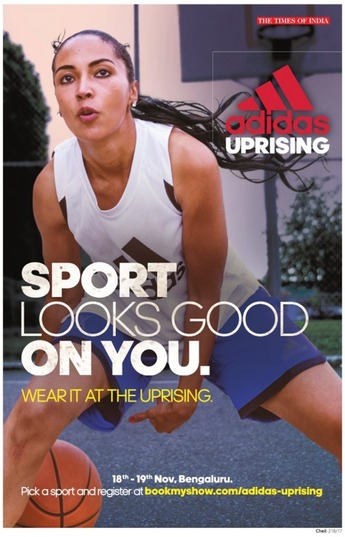 THE TIMES OF INDIA
adidas
UPRISING
SPORT
LOOKS GOOD
ON YOU.
WEAR IT AT THE UPRISING.
18th - 19th Nov, Bengaluru.
Pick a sport and register at bookmyshow.com/adidas-uprising